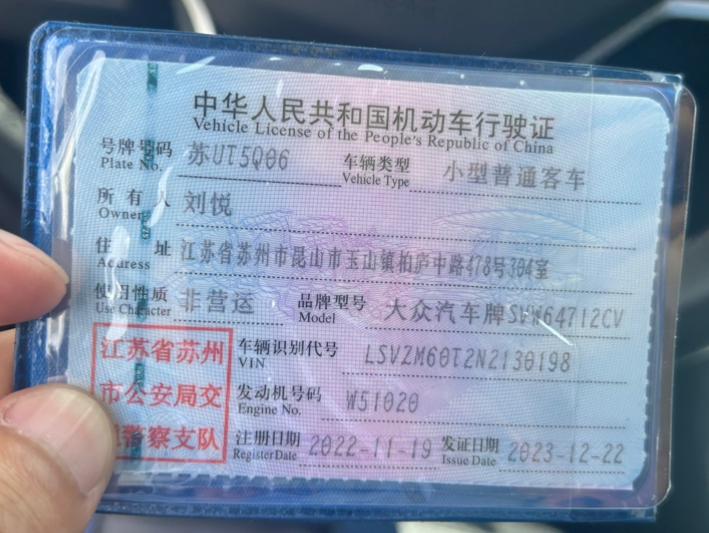 中华人民共和国机动车行驶证
Vehicle License of the People's Republic of China
号牌号码 苏UT5Q06 车辆类型 小型普通客车
Plate No. Vehicle Type
所有人 刘悦
Owner
住址 江苏省苏州市昆山市玉山镇柏庐中路478号304室
Address
使用性质 非营运 品牌型号 大众汽车牌SVW64712CV
Use Character Model
江苏省苏州 车辆识别代号 LSVZM60T2N2130198
VIN
市公安局交 发动机号码 W51020
Engine No.
警察支队 注册日期 2022-11-19 发证日期 2023-12-22
Register Date Issue Date